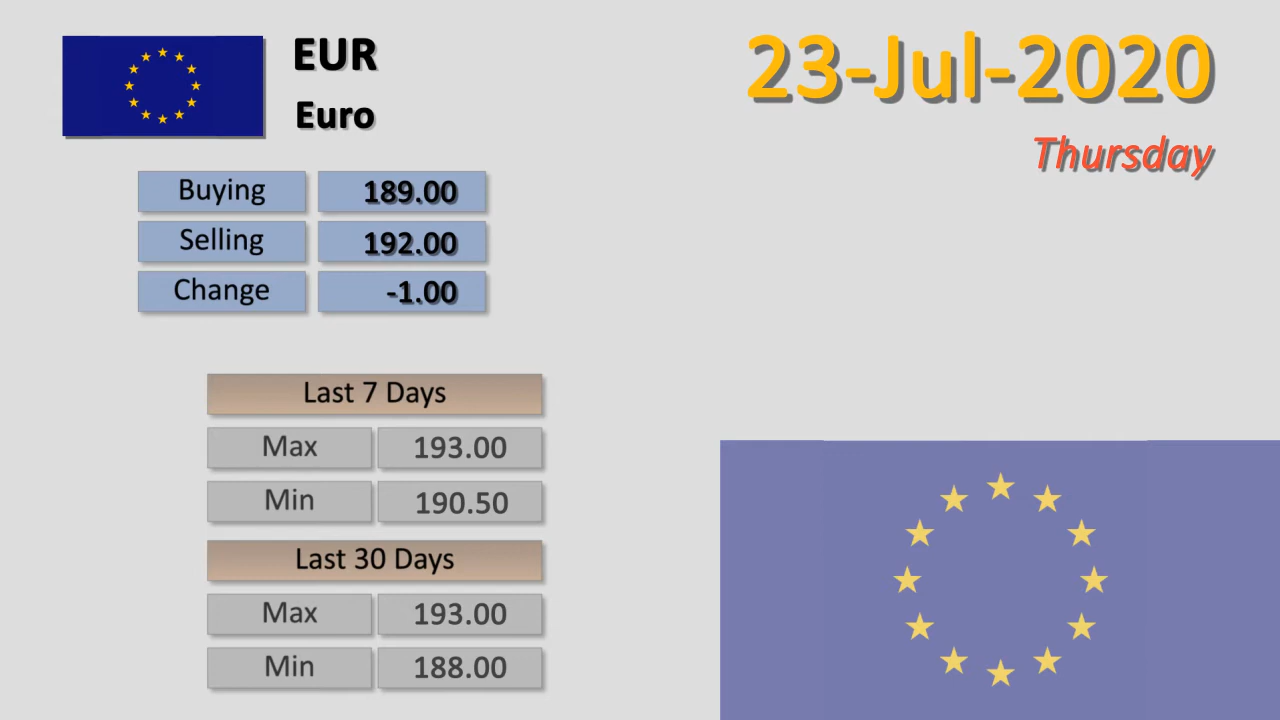 EUR
Euro
23-Jul-2020
Thursday
Buying 189.00
Selling 192.00
Change -1.00
Last 7 Days
Max 193.00
Min 190.50
Last 30 Days
Max 193.00
Min 188.00